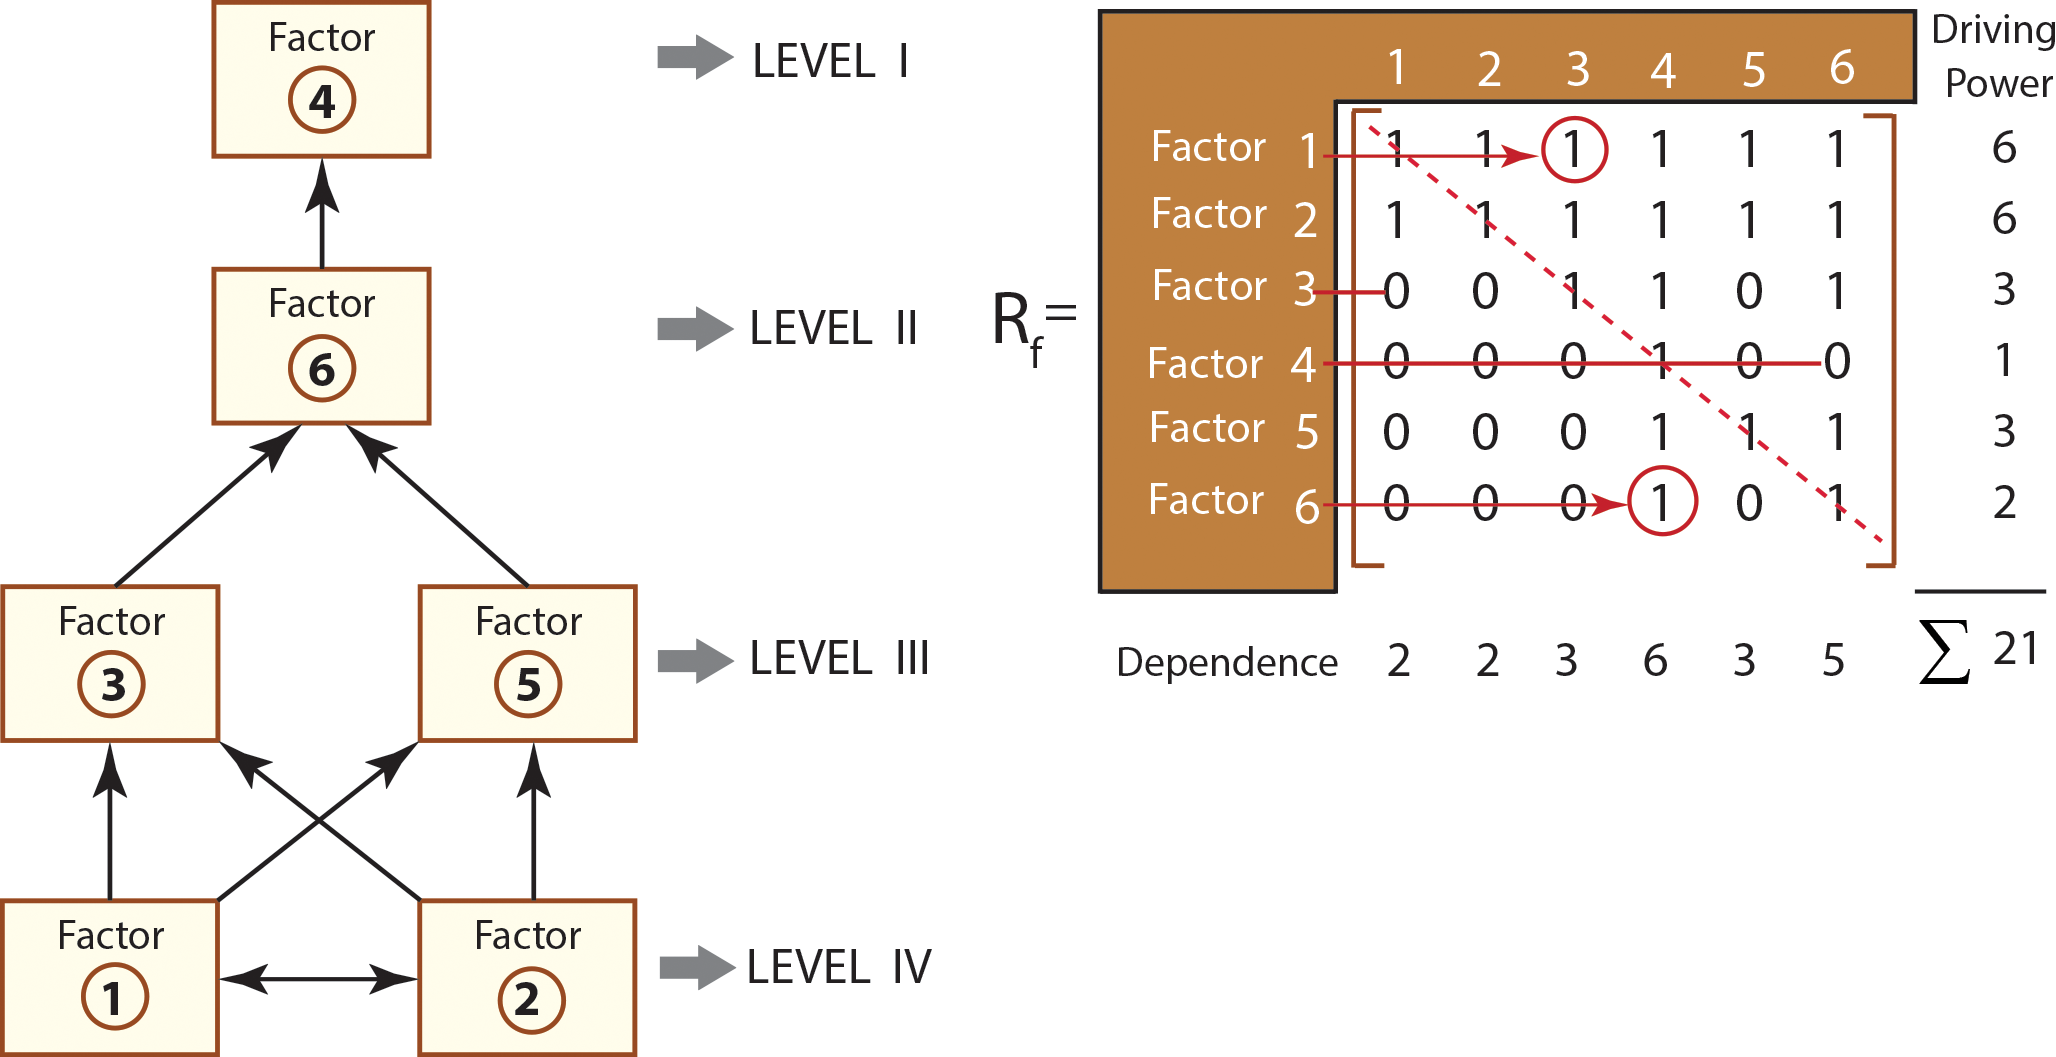 Factor
4
LEVEL I
Factor
6
LEVEL II
Factor
3
Factor
5
LEVEL III
Factor
1
Factor
2
LEVEL IV
Driving
Power
1 2 3 4 5 6
Rf =
Factor 1 1 1 1 1 1 1 6
Factor 2 1 1 1 1 1 1 6
Factor 3 0 0 1 1 0 1 3
Factor 4 0 0 0 1 0 0 1
Factor 5 0 0 0 1 1 1 3
Factor 6 0 0 0 1 0 1 2
Dependence 2 2 3 6 3 5 ∑ 21